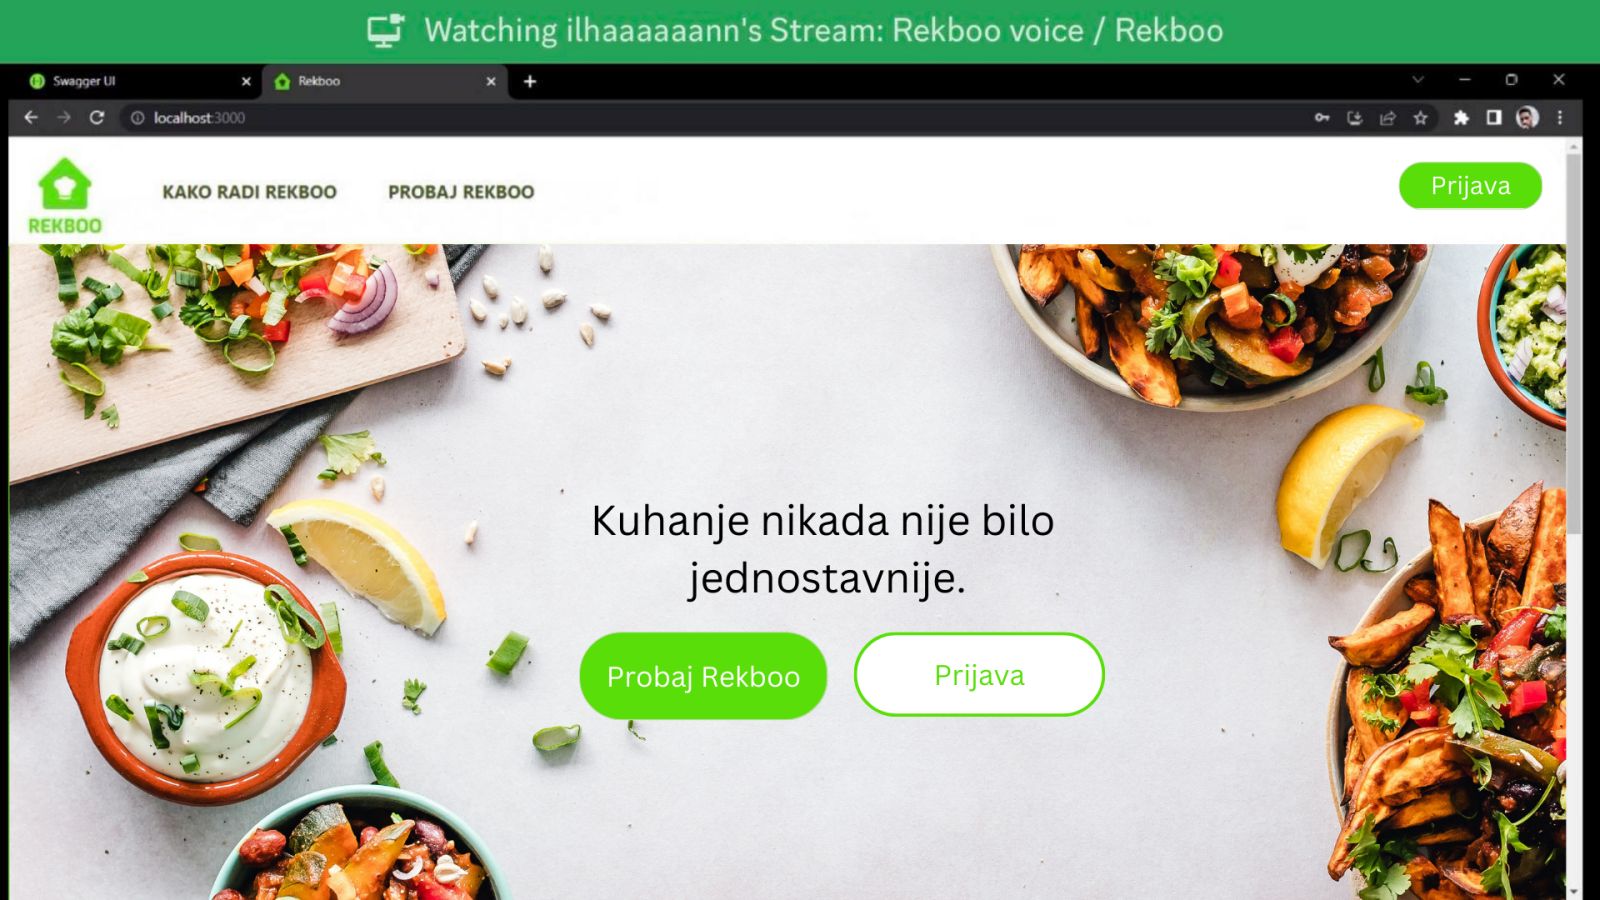 Watching ilhaaaaaann's Stream: Rekboo voice / Rekboo
Swagger UI
Rekboo
localhost:3000
REKBOO
KAKO RADI REKBOO
PROBAJ REKBOO
Prijava
Kuhanje nikada nije bilo
jednostavnije.
Probaj Rekboo
Prijava